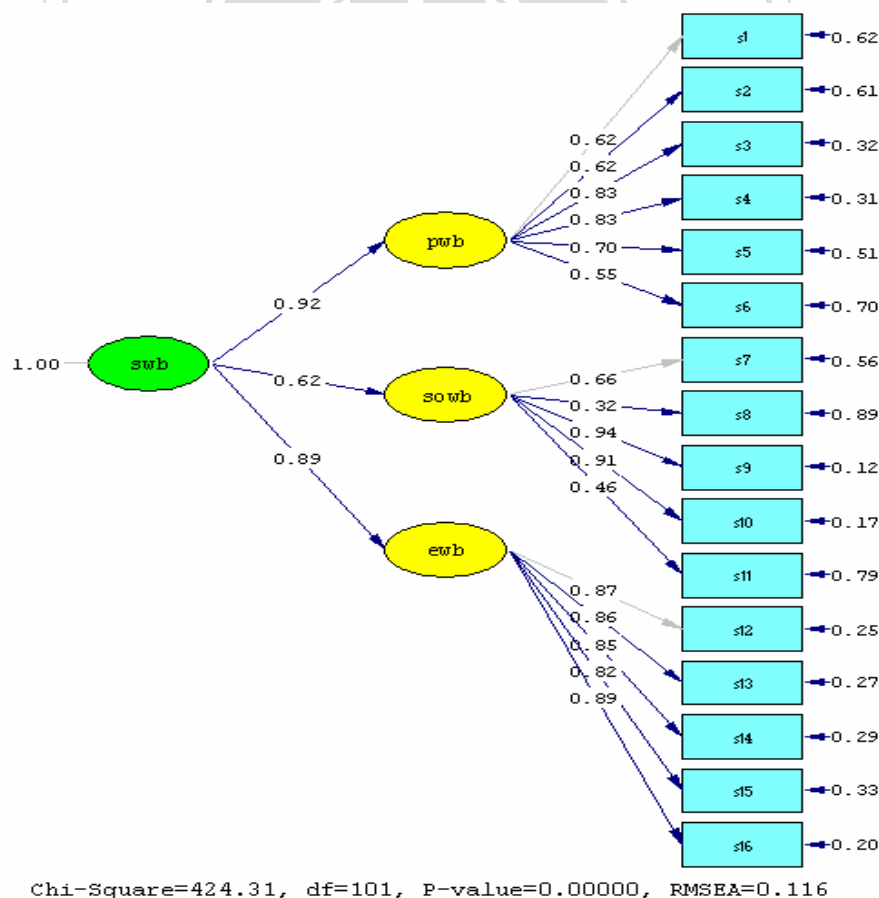 s1
0.62
s2
0.61
s3
0.32
s4
0.31
s5
0.51
s6
0.70
s7
0.56
s8
0.89
s9
0.12
s10
0.17
s11
0.79
s12
0.25
s13
0.27
s14
0.29
s15
0.33
s16
0.20
0.62
0.62
0.83
0.83
0.70
0.55
pwb
0.92
1.00
swb
0.62
sowb
0.66
0.32
0.94
0.91
0.46
0.89
ewb
0.87
0.86
0.85
0.82
0.89
Chi-Square=424.31, df=101, P-value=0.00000, RMSEA=0.116